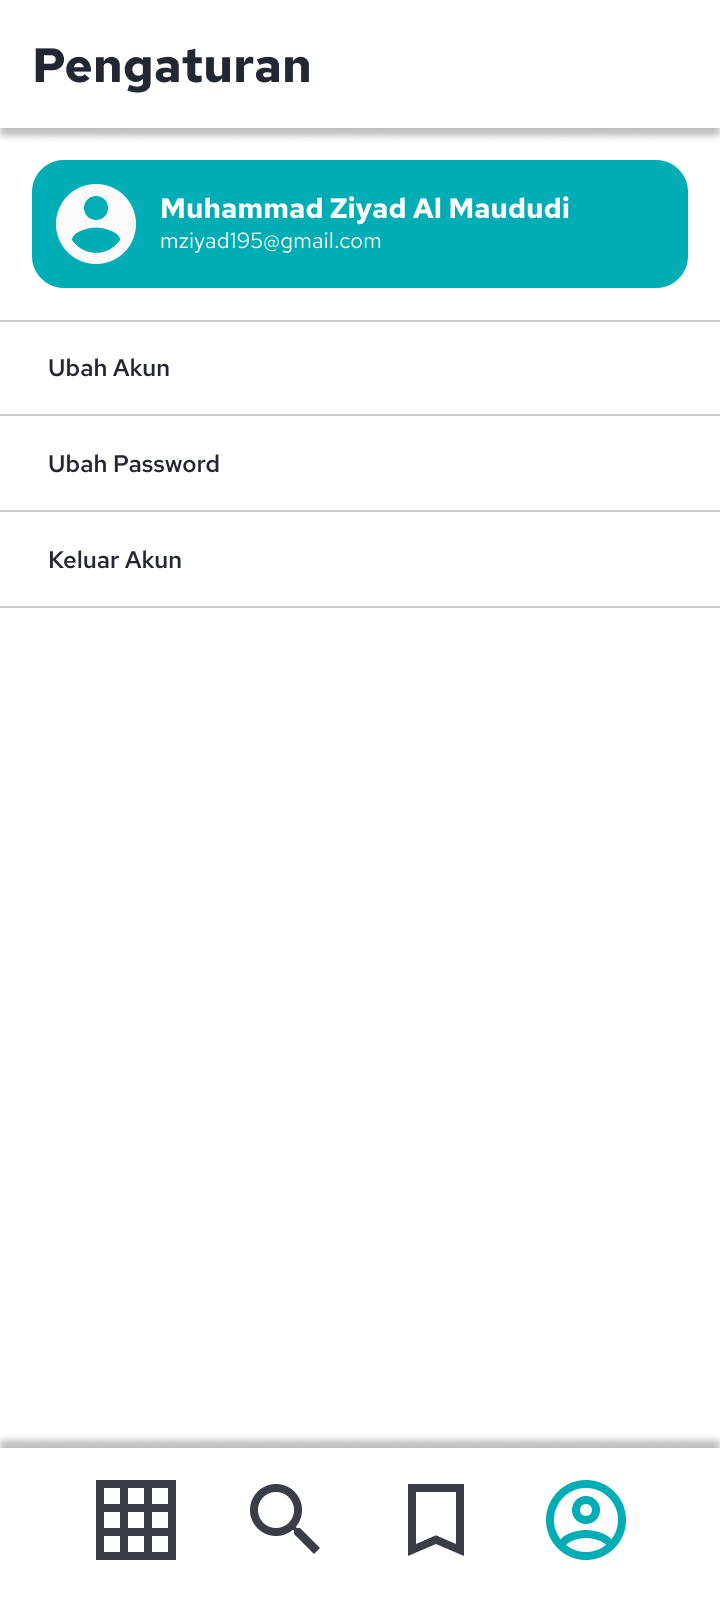 Pengaturan
Muhammad Ziyad Al Maududi
mziyad195@gmail.com
Ubah Akun
Ubah Password
Keluar Akun